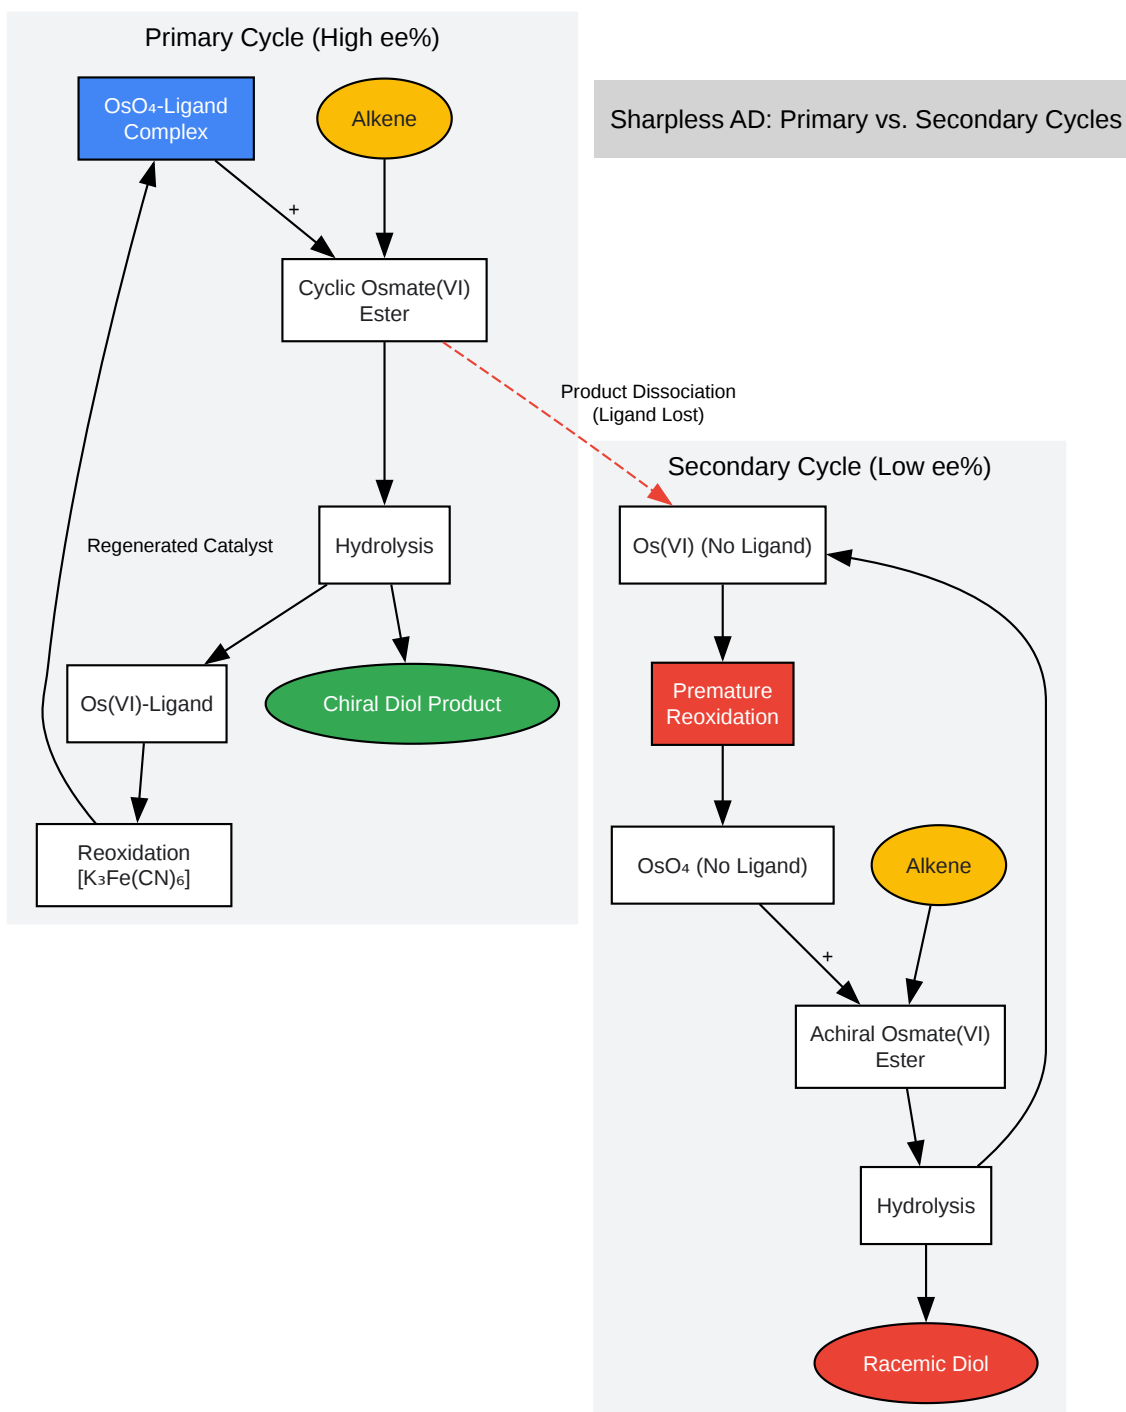 Primary Cycle (High ee%)
OsO₄-Ligand
Complex
Alkene
Sharpless AD: Primary vs. Secondary Cycles
+
Cyclic Osmate(VI)
Ester
Product Dissociation
(Ligand Lost)
Secondary Cycle (Low ee%)
Regenerated Catalyst
Hydrolysis
Os(VI) (No Ligand)
Os(VI)-Ligand
Chiral Diol Product
Premature
Reoxidation
Reoxidation
[K₃Fe(CN)₆]
OsO₄ (No Ligand)
Alkene
+
Achiral Osmate(VI)
Ester
Hydrolysis
Racemic Diol